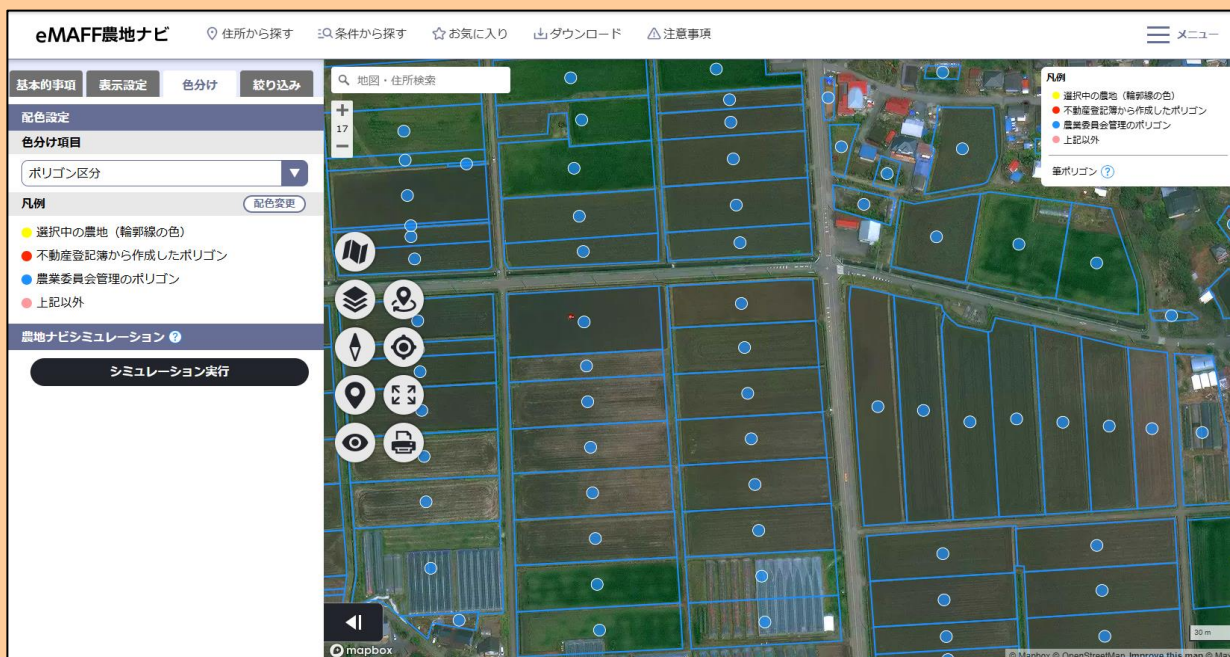 eMAFF農地ナビ
住所から探す
条件から探す
お気に入り
ダウンロード
注意事項
メニュー
基本的事項
表示設定
色分け
絞り込み
配色設定
色分け項目
ポリゴン区分
凡例
配色変更
選択中の農地（輪郭線の色）
不動産登記簿から作成したポリゴン
農業委員会管理のポリゴン
上記以外
農地ナビシミュレーション ?
シミュレーション実行
地図・住所検索
+
17
−
凡例
選択中の農地（輪郭線の色）
不動産登記簿から作成したポリゴン
農業委員会管理のポリゴン
上記以外
筆ポリゴン ?
30 m
mapbox
© Mapbox © OpenStreetMap Improve this map © Ma